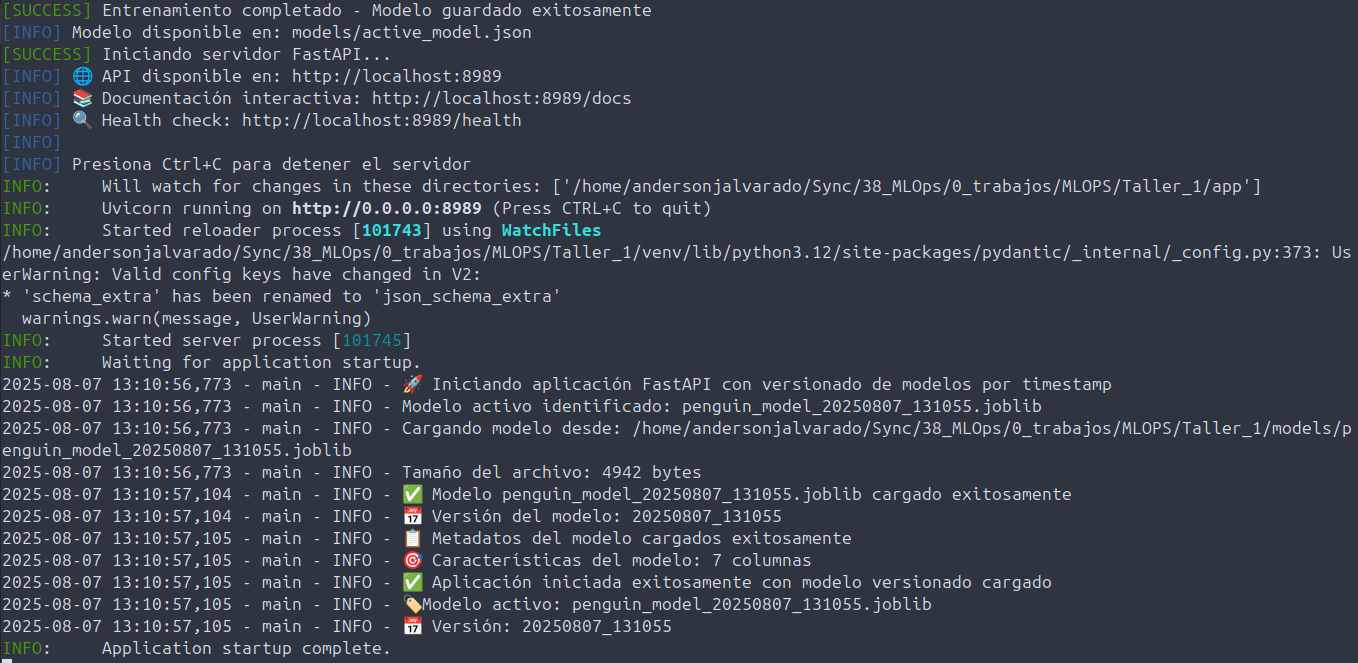 [SUCCESS] Entrenamiento completado - Modelo guardado exitosamente
[INFO] Modelo disponible en: models/active_model.json
[SUCCESS] Iniciando servidor FastAPI...
[INFO] 🌐 API disponible en: http://localhost:8989
[INFO] 📚 Documentación interactiva: http://localhost:8989/docs
[INFO] 🔍 Health check: http://localhost:8989/health
[INFO]
[INFO] Presiona Ctrl+C para detener el servidor
INFO:     Will watch for changes in these directories: ['/home/andersonjalvarado/Sync/38_MLOps/0_trabajos/MLOPS/Taller_1/app']
INFO:     Uvicorn running on http://0.0.0.0:8989 (Press CTRL+C to quit)
INFO:     Started reloader process [101743] using WatchFiles
/home/andersonjalvarado/Sync/38_MLOps/0_trabajos/MLOPS/Taller_1/venv/lib/python3.12/site-packages/pydantic/_internal/_config.py:373: Us
erWarning: Valid config keys have changed in V2:
* 'schema_extra' has been renamed to 'json_schema_extra'
  warnings.warn(message, UserWarning)
INFO:     Started server process [101745]
INFO:     Waiting for application startup.
2025-08-07 13:10:56,773 - main - INFO - 🚀 Iniciando aplicación FastAPI con versionado de modelos por timestamp
2025-08-07 13:10:56,773 - main - INFO - Modelo activo identificado: penguin_model_20250807_131055.joblib
2025-08-07 13:10:56,773 - main - INFO - Cargando modelo desde: /home/andersonjalvarado/Sync/38_MLOps/0_trabajos/MLOPS/Taller_1/models/p
enguin_model_20250807_131055.joblib
2025-08-07 13:10:56,773 - main - INFO - Tamaño del archivo: 4942 bytes
2025-08-07 13:10:57,104 - main - INFO - ✅ Modelo penguin_model_20250807_131055.joblib cargado exitosamente
2025-08-07 13:10:57,104 - main - INFO - 📅 Versión del modelo: 20250807_131055
2025-08-07 13:10:57,105 - main - INFO - 📋 Metadatos del modelo cargados exitosamente
2025-08-07 13:10:57,105 - main - INFO - 🎯 Características del modelo: 7 columnas
2025-08-07 13:10:57,105 - main - INFO - ✅ Aplicación iniciada exitosamente con modelo versionado cargado
2025-08-07 13:10:57,105 - main - INFO - 🏷️Modelo activo: penguin_model_20250807_131055.joblib
2025-08-07 13:10:57,105 - main - INFO - 📅 Versión: 20250807_131055
INFO:     Application startup complete.